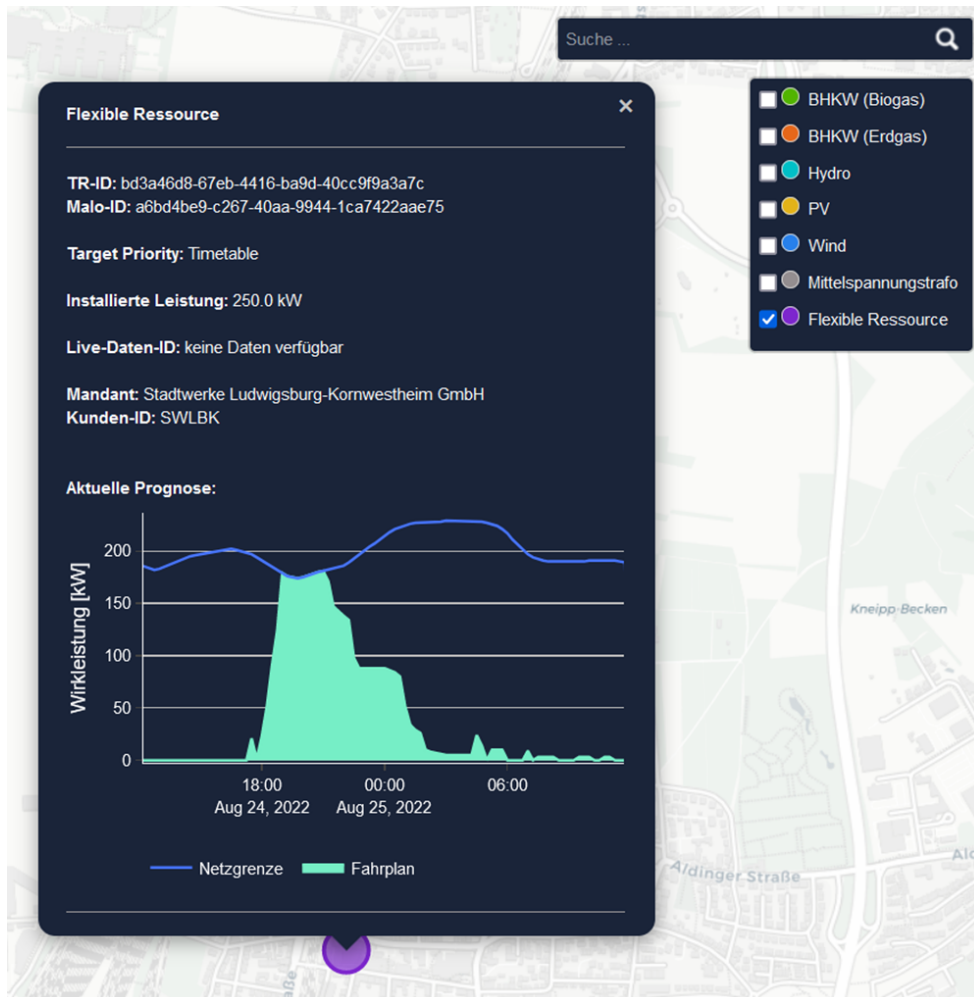 Suche ...
Flexible Ressource
×
TR-ID: bd3a46d8-67eb-4416-ba9d-40cc9f9a3a7c
Malo-ID: a6bd4be9-c267-40aa-9944-1ca7422aae75
Target Priority: Timetable
Installierte Leistung: 250.0 kW
Live-Daten-ID: keine Daten verfügbar
Mandant: Stadtwerke Ludwigsburg-Kornwestheim GmbH
Kunden-ID: SWLBK
Aktuelle Prognose:
Wirkleistung [kW]
200
150
100
50
0
18:00
Aug 24, 2022
00:00
Aug 25, 2022
06:00
Netzgrenze
Fahrplan
BHKW (Biogas)
BHKW (Erdgas)
Hydro
PV
Wind
Mittelspannungstrafo
Flexible Ressource
Kneipp-Becken
Aldinger Straße